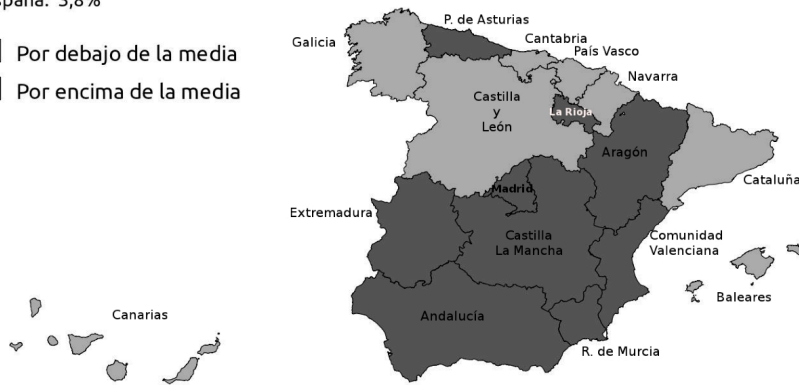 3,8%
Por debajo de la media
Por encima de la media
P. de Asturias
Galicia
Cantabria
País Vasco
Navarra
Castilla
y
León
La Rioja
Aragón
Cataluña
Madrid
Extremadura
Castilla
La Mancha
Comunidad
Valenciana
Baleares
Canarias
Andalucía
R. de Murcia